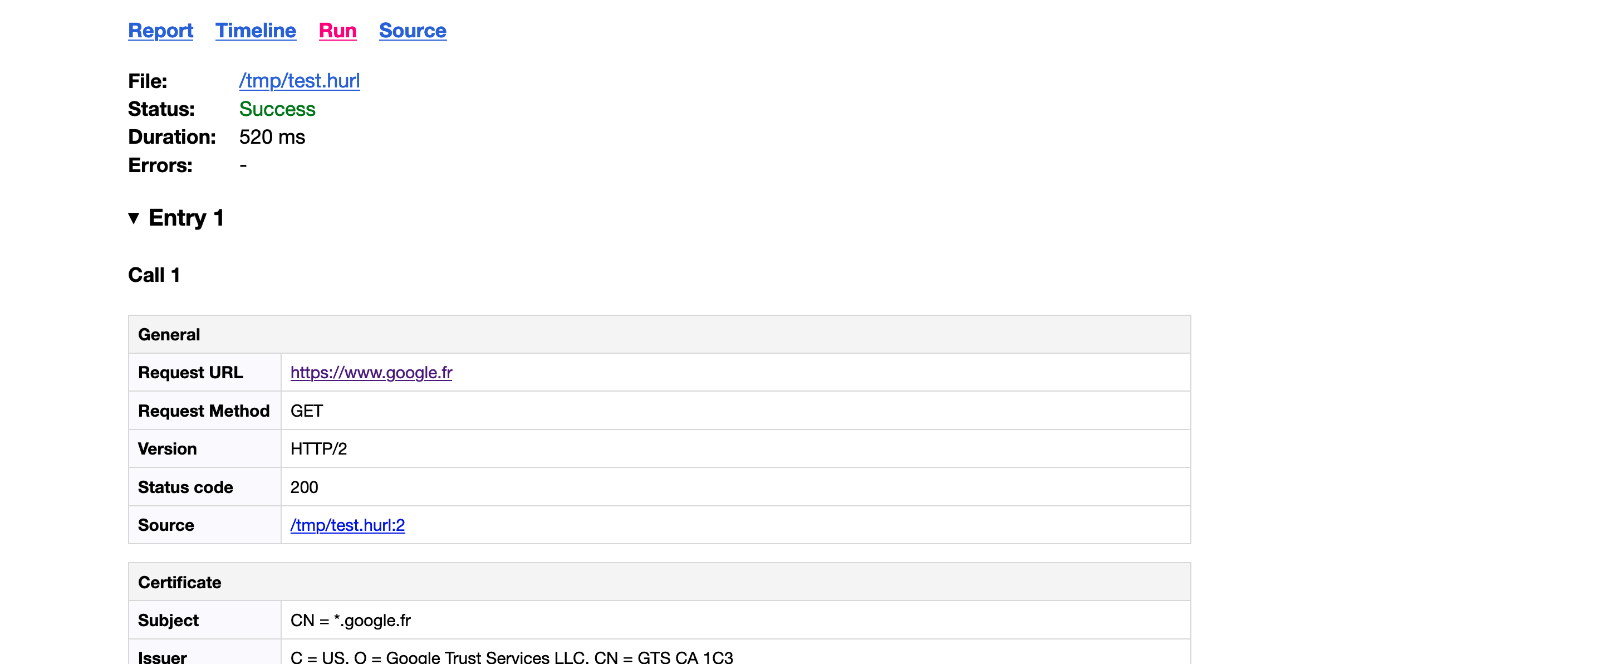 Report Timeline Run Source
File: /tmp/test.hurl
Status: Success
Duration: 520 ms
Errors: -
▼ Entry 1
Call 1
General
Request URL https://www.google.fr
Request Method GET
Version HTTP/2
Status code 200
Source /tmp/test.hurl:2
Certificate
Subject CN = *.google.fr
Issuer C = US, O = Google Trust Services LLC, CN = GTS CA 1C3